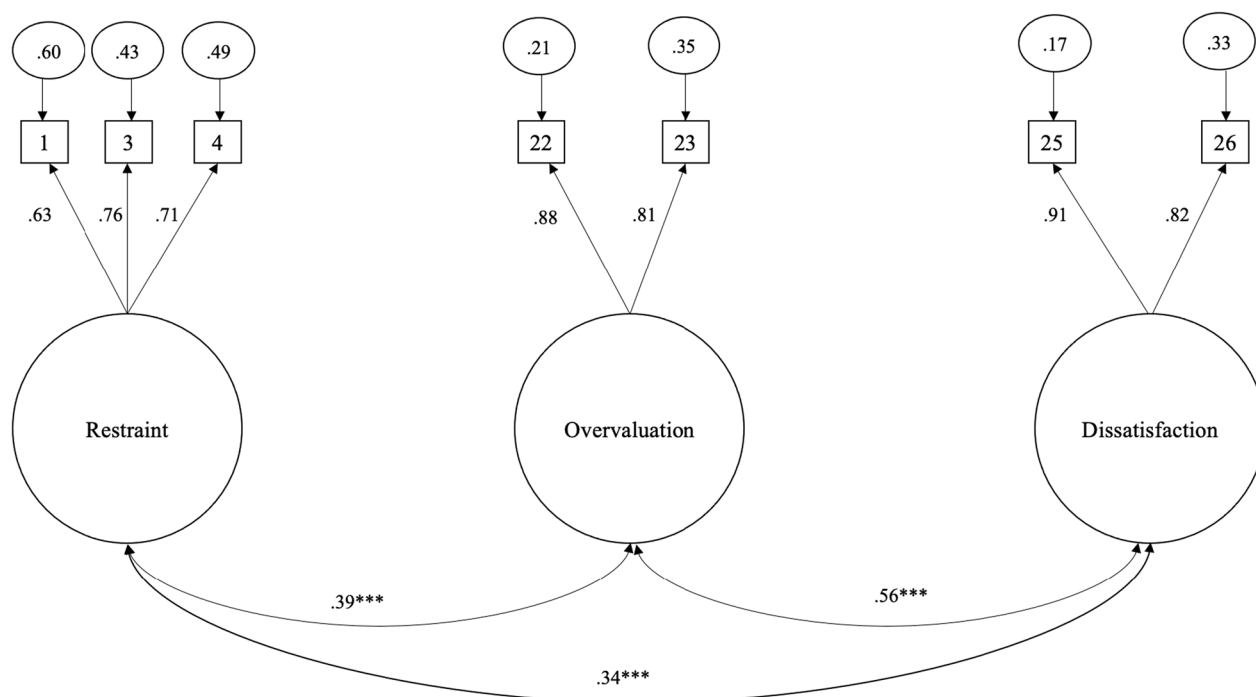 .60 .43 .49 .21 .35 .17 .33
1 3 4 22 23 25 26
.63 .76 .71 .88 .81 .91 .82
Restraint Overvaluation Dissatisfaction
.39*** .56***
.34***